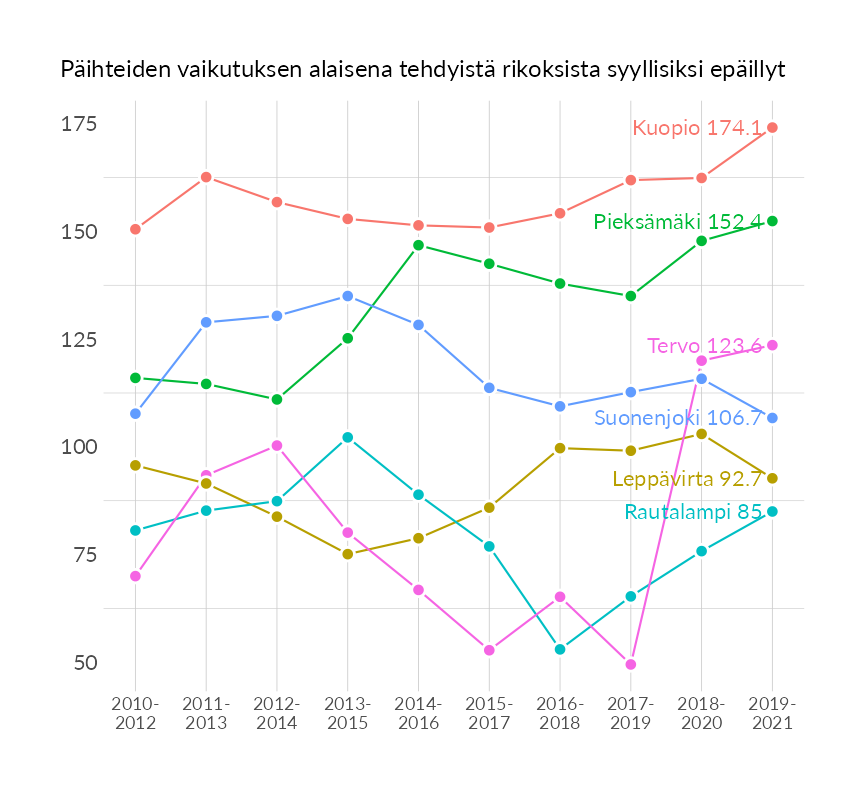 Päihteiden vaikutuksen alaisena tehdyistä rikoksista syyllisiksi epäillyt
175
150
125
100
75
50
Kuopio 174.1
Pieksämäki 152.4
Tervo 123.6
Suonenjoki 106.7
Leppävirta 92.7
Rautalampi 85
2010- 2011- 2012- 2013- 2014- 2015- 2016- 2017- 2018- 2019-
2012 2013 2014 2015 2016 2017 2018 2019 2020 2021